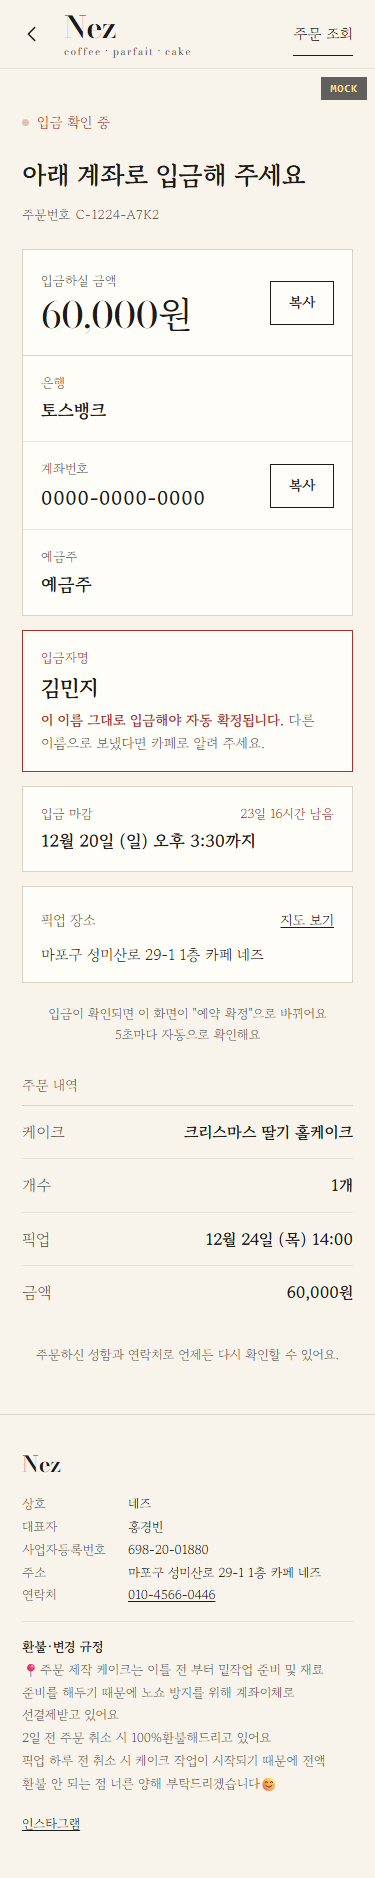 Nez
coffee · parfait · cake
주문 조회
MOCK
입금 확인 중
아래 계좌로 입금해 주세요
주문번호 C-1224-A7K2
입금하실 금액
60,000원
복사
은행
토스뱅크
계좌번호
0000-0000-0000
복사
예금주
예금주
입금자명
김민지
이 이름 그대로 입금해야 자동 확정됩니다. 다른
이름으로 보냈다면 카페로 알려 주세요.
입금 마감
23일 16시간 남음
12월 20일 (일) 오후 3:30까지
픽업 장소
지도 보기
마포구 성미산로 29-1 1층 카페 네즈
입금이 확인되면 이 화면이 "예약 확정"으로 바뀌어요
5초마다 자동으로 확인해요
주문 내역
케이크 크리스마스 딸기 홀케이크
개수 1개
픽업 12월 24일 (목) 14:00
금액 60,000원
주문하신 성함과 연락처로 언제든 다시 확인할 수 있어요.
Nez
상호 네즈
대표자 홍경빈
사업자등록번호 698-20-01880
주소 마포구 성미산로 29-1 1층 카페 네즈
연락처 010-4566-0446
환불·변경 규정
📍주문 제작 케이크는 이틀 전 부터 밑작업 준비 및 재료
준비를 해두기 때문에 노쇼 방지를 위해 계좌이체로
선결제받고 있어요
2일 전 주문 취소 시 100%환불해드리고 있어요
픽업 하루 전 취소 시 케이크 작업이 시작되기 때문에 전액
환불 안 되는 점 너른 양해 부탁드리겠습니다😊
인스타그램